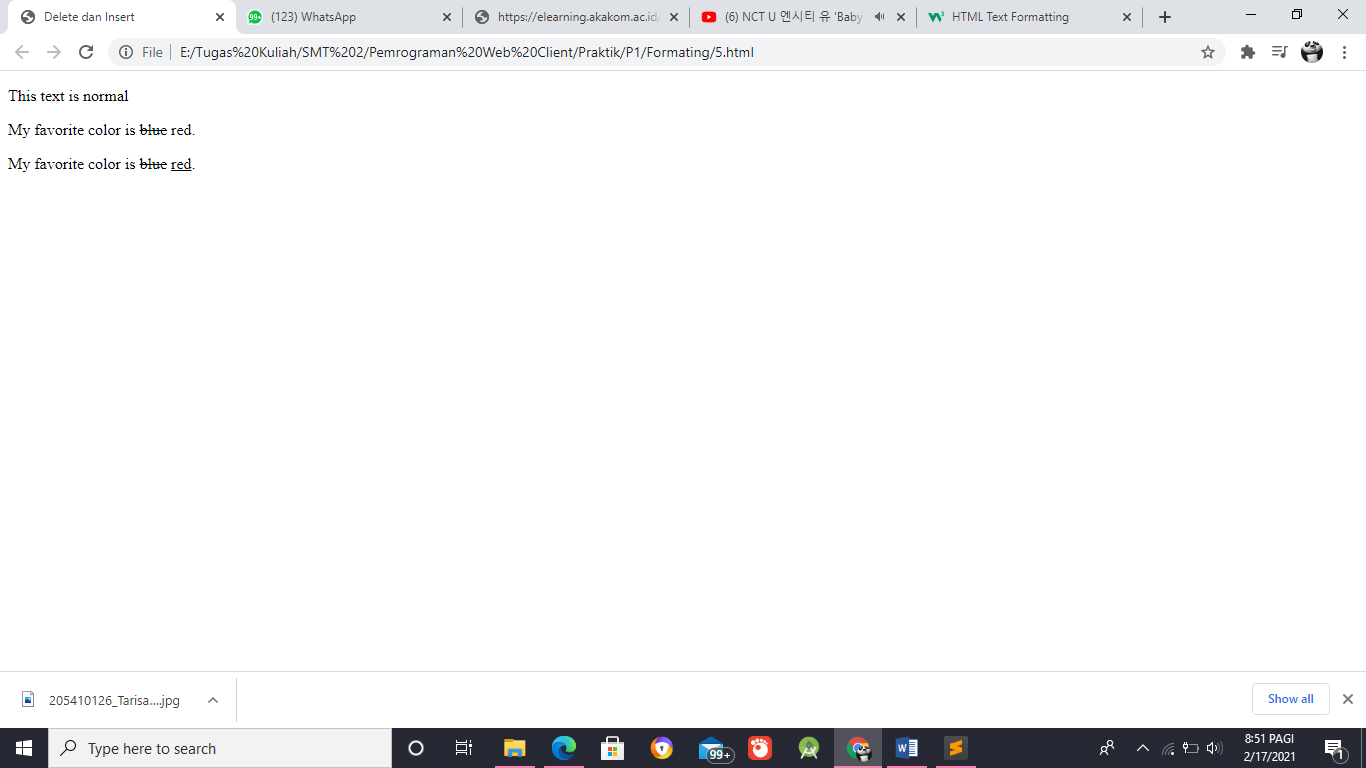 Delete dan Insert
(123) WhatsApp
https://elearning.akakom.ac.id/
(6) NCT U 엔시티 유 'Baby
HTML Text Formatting
File
E:/Tugas%20Kuliah/SMT%202/Pemrograman%20Web%20Client/Praktik/P1/Formating/5.html
This text is normal
My favorite color is blue red.
My favorite color is blue red.
205410126_Tarisa....jpg
Show all
Type here to search
99+
8:51 PAGI
2/17/2021
1